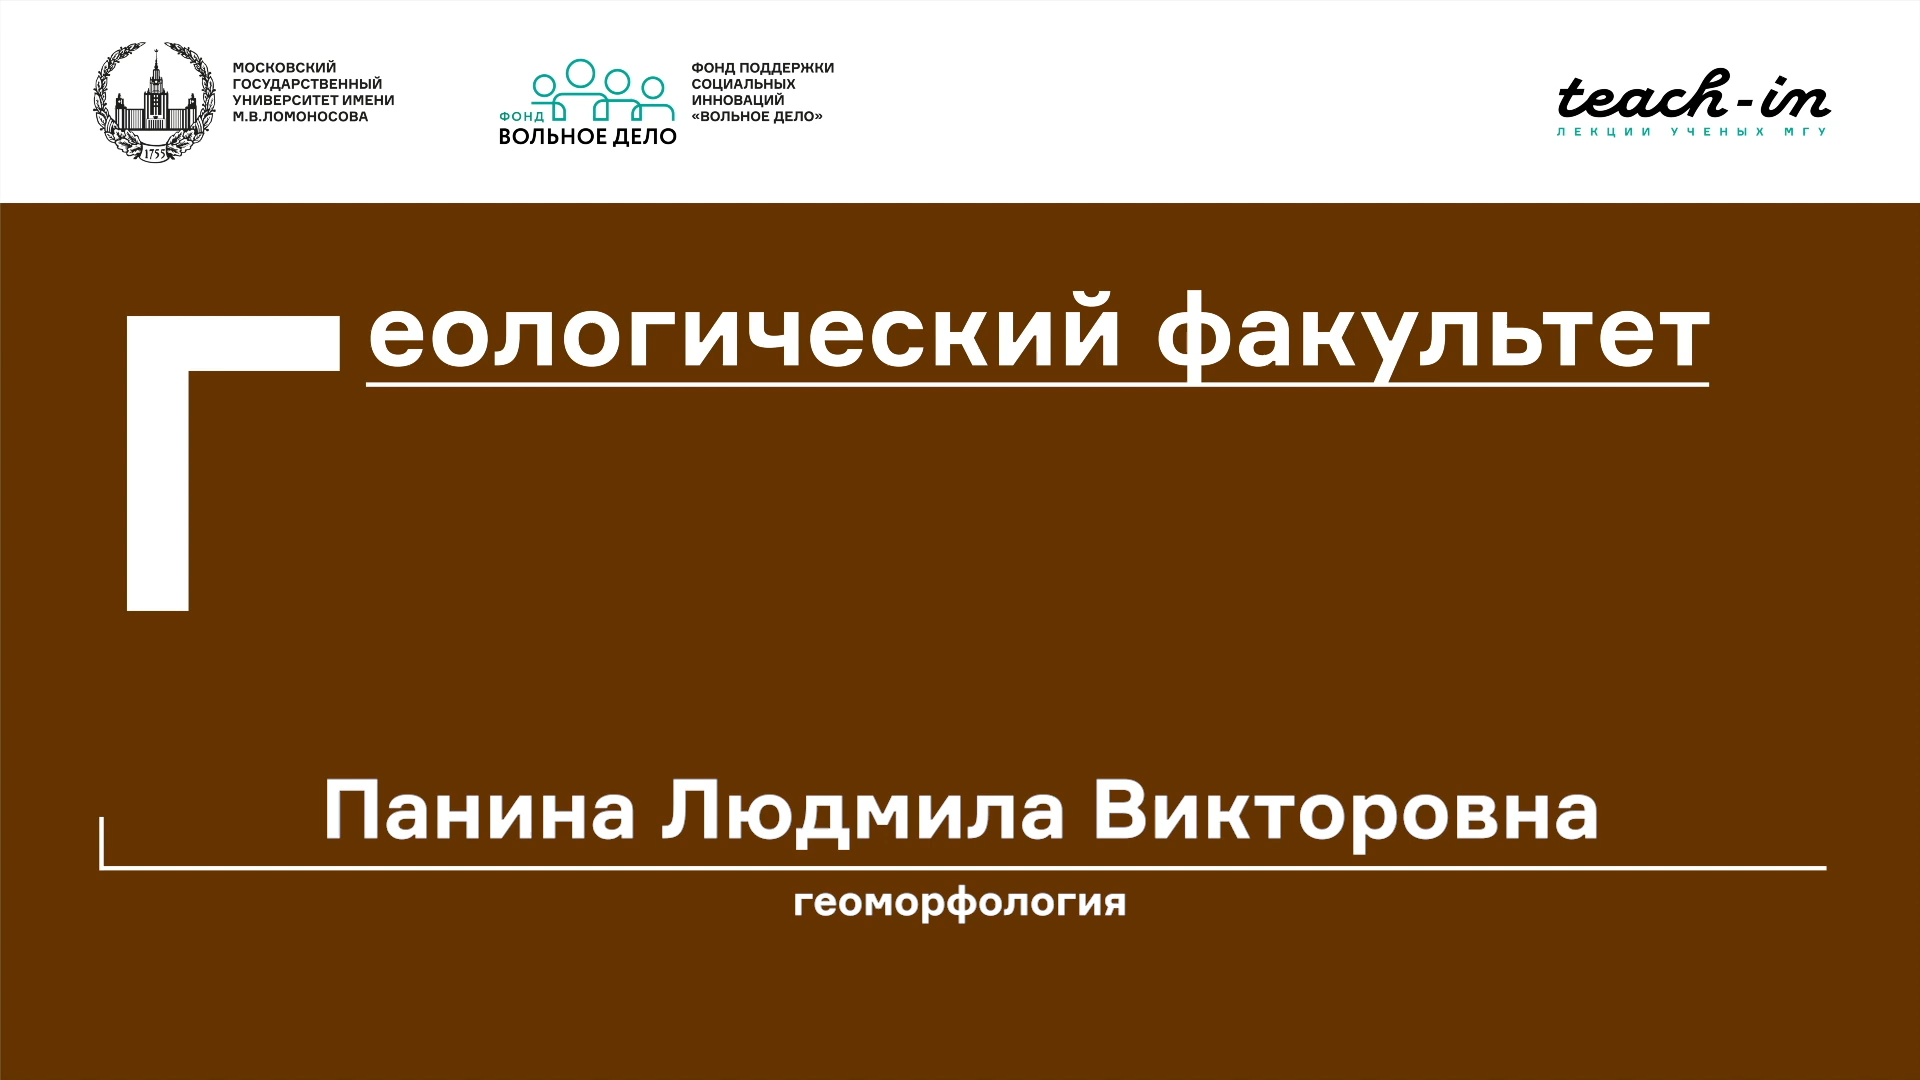 МОСКОВСКИЙ
ГОСУДАРСТВЕННЫЙ
УНИВЕРСИТЕТ ИМЕНИ
М.В.ЛОМОНОСОВА
1755
ФОНД
ВОЛЬНОЕ ДЕЛО
ФОНД ПОДДЕРЖКИ
СОЦИАЛЬНЫХ
ИННОВАЦИЙ
«ВОЛЬНОЕ ДЕЛО»
teach-in
ЛЕКЦИИ УЧЕНЫХ МГУ
Геологический факультет
Панина Людмила Викторовна
геоморфология